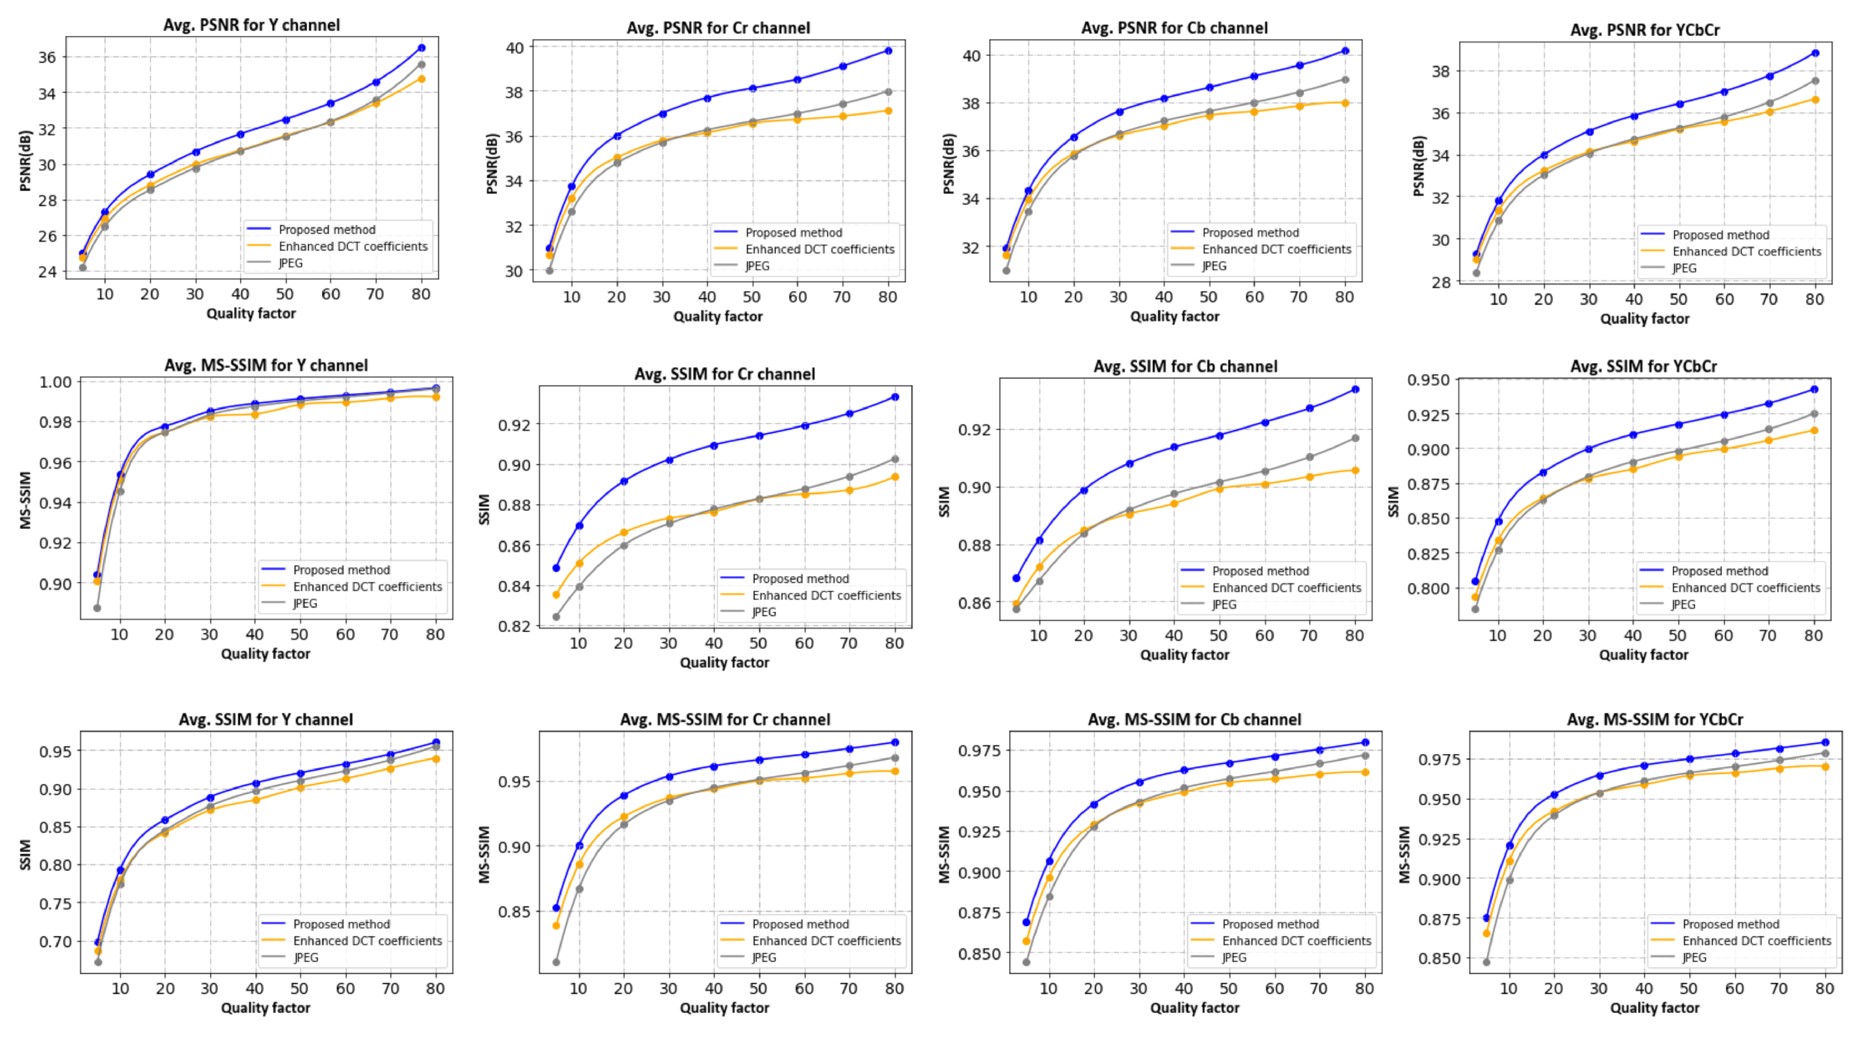 Avg. PSNR for Y channel
PSNR(dB)
36
34
32
30
28
26
24
10 20 30 40 50 60 70 80
Quality factor
Proposed method
Enhanced DCT coefficients
JPEG
Avg. PSNR for Cr channel
PSNR(dB)
40
38
36
34
32
30
10 20 30 40 50 60 70 80
Quality factor
Proposed method
Enhanced DCT coefficients
JPEG
Avg. PSNR for Cb channel
PSNR(dB)
40
38
36
34
32
10 20 30 40 50 60 70 80
Quality factor
Proposed method
Enhanced DCT coefficients
JPEG
Avg. PSNR for YCbCr
PSNR(dB)
38
36
34
32
30
28
10 20 30 40 50 60 70 80
Quality factor
Proposed method
Enhanced DCT coefficients
JPEG
Avg. MS-SSIM for Y channel
MS-SSIM
1.00
0.98
0.96
0.94
0.92
0.90
10 20 30 40 50 60 70 80
Quality factor
Proposed method
Enhanced DCT coefficients
JPEG
Avg. SSIM for Cr channel
SSIM
0.92
0.90
0.88
0.86
0.84
0.82
10 20 30 40 50 60 70 80
Quality factor
Proposed method
Enhanced DCT coefficients
JPEG
Avg. SSIM for Cb channel
SSIM
0.92
0.90
0.88
0.86
10 20 30 40 50 60 70 80
Quality factor
Proposed method
Enhanced DCT coefficients
JPEG
Avg. SSIM for YCbCr
SSIM
0.950
0.925
0.900
0.875
0.850
0.825
0.800
10 20 30 40 50 60 70 80
Quality factor
Proposed method
Enhanced DCT coefficients
JPEG
Avg. SSIM for Y channel
SSIM
0.95
0.90
0.85
0.80
0.75
0.70
10 20 30 40 50 60 70 80
Quality factor
Proposed method
Enhanced DCT coefficients
JPEG
Avg. MS-SSIM for Cr channel
MS-SSIM
0.95
0.90
0.85
10 20 30 40 50 60 70 80
Quality factor
Proposed method
Enhanced DCT coefficients
JPEG
Avg. MS-SSIM for Cb channel
MS-SSIM
0.975
0.950
0.925
0.900
0.875
0.850
10 20 30 40 50 60 70 80
Quality factor
Proposed method
Enhanced DCT coefficients
JPEG
Avg. MS-SSIM for YCbCr
MS-SSIM
0.975
0.950
0.925
0.900
0.875
0.850
10 20 30 40 50 60 70 80
Quality factor
Proposed method
Enhanced DCT coefficients
JPEG